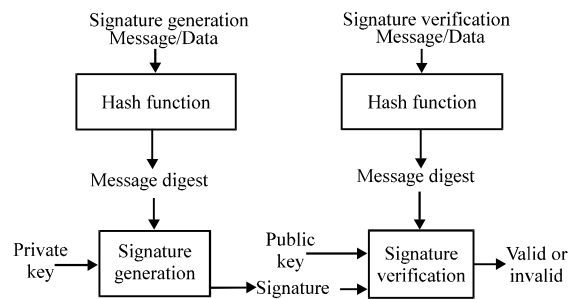 Signature generation
Message/Data
Hash function
Message digest
Private
key
Signature
generation
Signature
Signature verification
Message/Data
Hash function
Message digest
Public
key
Signature
verification
Valid or
invalid